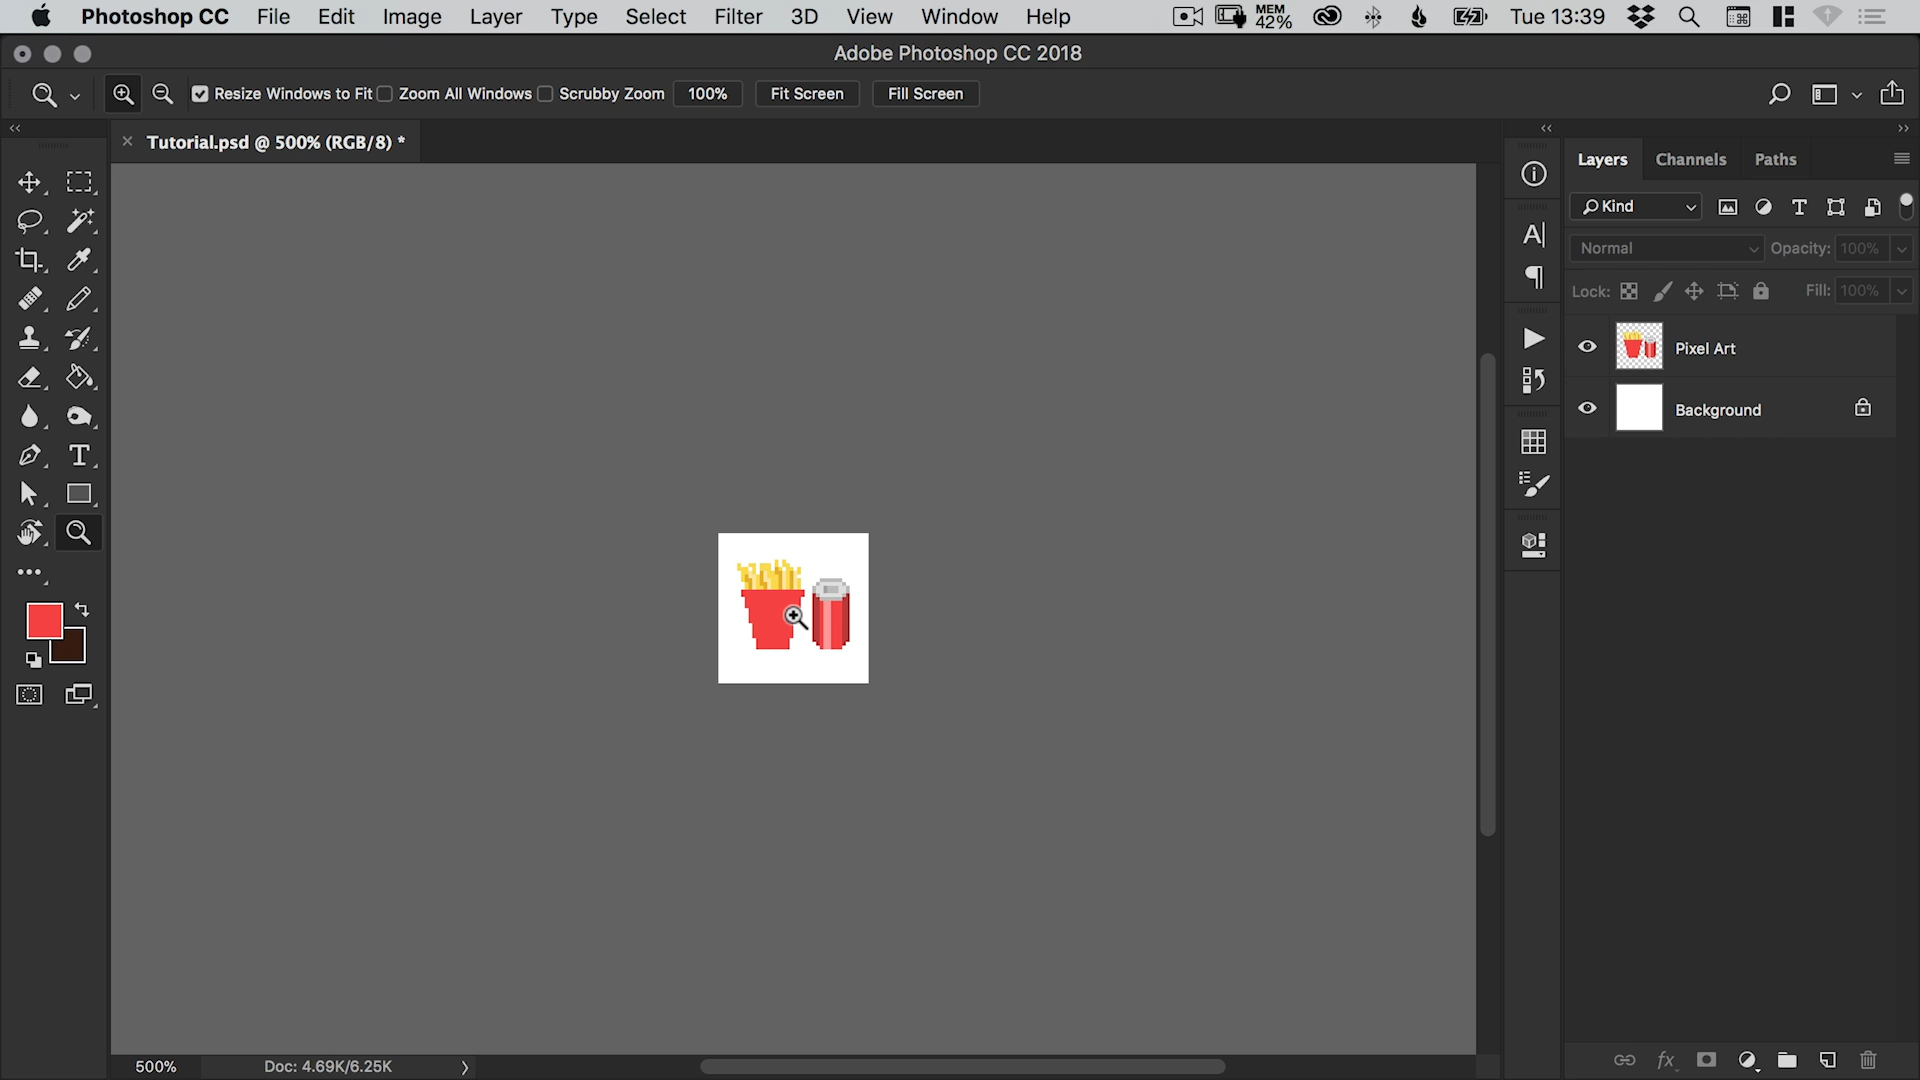 Photoshop CC File Edit Image Layer Type Select Filter 3D View Window Help MEM 42% Tue 13:39
Adobe Photoshop CC 2018
Resize Windows to Fit Zoom All Windows Scrubby Zoom 100% Fit Screen Fill Screen
Tutorial.psd @ 500% (RGB/8) *
Layers Channels Paths
Kind
Normal Opacity: 100%
Lock: Fill: 100%
Pixel Art
Background
500% Doc: 4.69K/6.25K